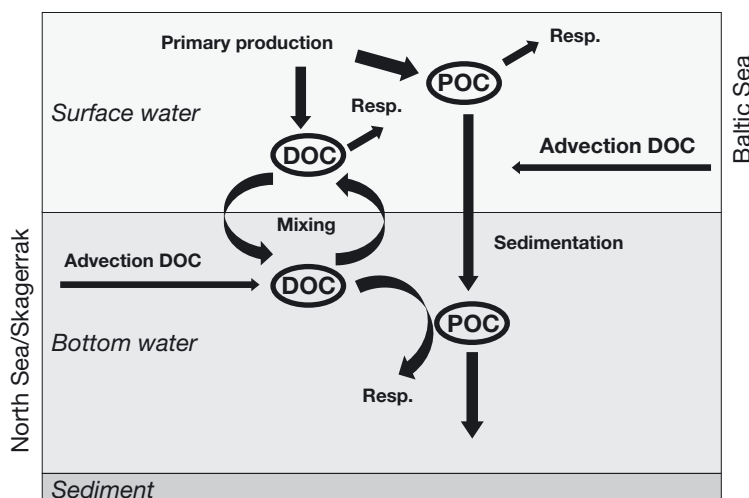 Primary production
Resp.
POC
Surface water
Resp.
Baltic Sea
DOC
Advection DOC
Mixing
Sedimentation
North Sea/Skagerrak
Advection DOC
DOC
POC
Bottom water
Resp.
Sediment